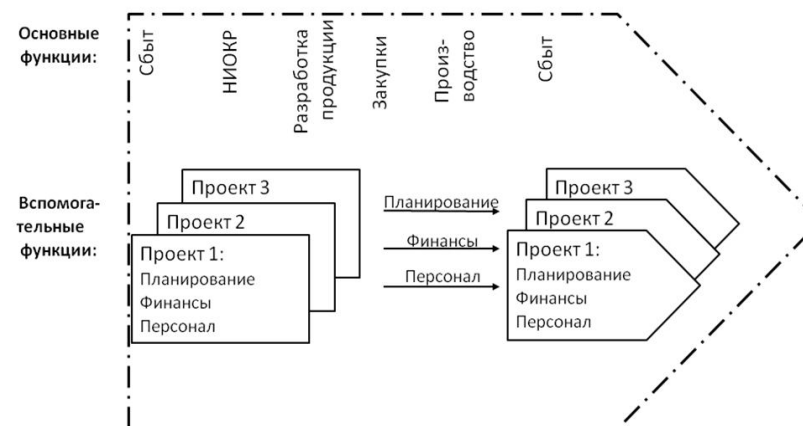 Основные
функции:
Сбыт
НИОКР
Разработка
продукции
Закупки
Произ-
водство
Сбыт
Вспомога-
тельные
функции:
Проект 3
Проект 2
Проект 1:
Планирование
Финансы
Персонал
Планирование
Финансы
Персонал
Проект 3
Проект 2
Проект 1:
Планирование
Финансы
Персонал